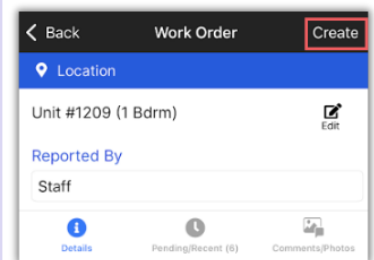 Back Work Order Create
Location
Unit #1209 (1 Bdrm)
Edit
Reported By
Staff
Details Pending/Recent (6) Comments/Photos